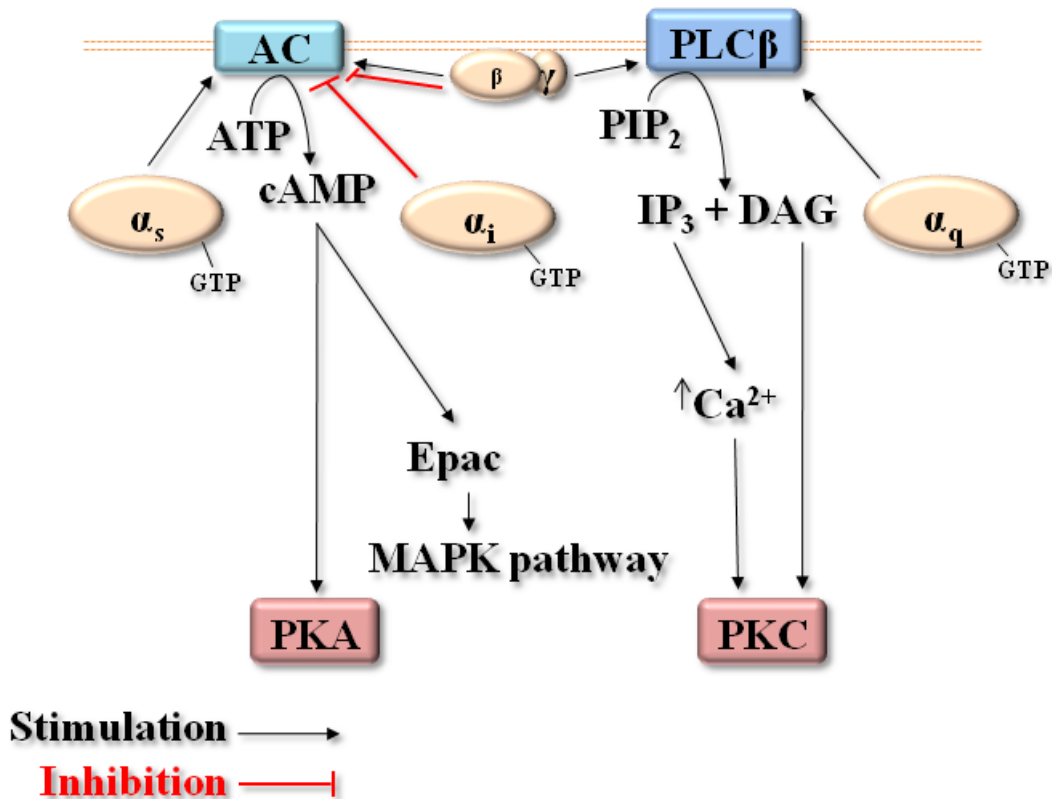 AC
PLCβ
β
γ
ATP
PIP₂
cAMP
αₛ
GTP
αᵢ
GTP
IP₃ + DAG
α_q
GTP
↑Ca²⁺
Epac
MAPK pathway
PKA
PKC
Stimulation
Inhibition